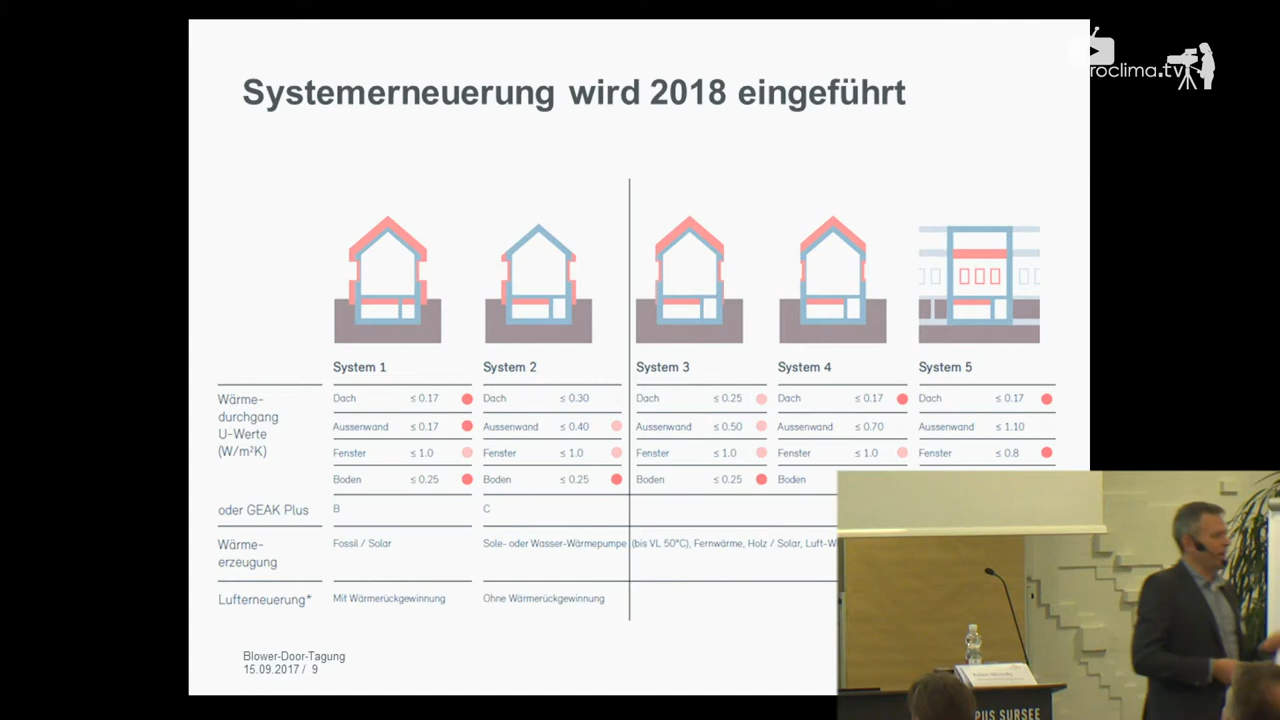 Systemerneuerung wird 2018 eingeführt
roclima.tv
System 1 System 2 System 3 System 4 System 5
Wärme-
durchgang
U-Werte
(W/m²K)
Dach ≤ 0.17 Dach ≤ 0.30 Dach ≤ 0.25 Dach ≤ 0.17 Dach ≤ 0.17
Aussenwand ≤ 0.17 Aussenwand ≤ 0.40 Aussenwand ≤ 0.50 Aussenwand ≤ 0.70 Aussenwand ≤ 1.10
Fenster ≤ 1.0 Fenster ≤ 1.0 Fenster ≤ 1.0 Fenster ≤ 1.0 Fenster ≤ 0.8
Boden ≤ 0.25 Boden ≤ 0.25 Boden ≤ 0.25 Boden
oder GEAK Plus B C
Wärme-
erzeugung
Fossil / Solar Sole- oder Wasser-Wärmepumpe (bis VL 50°C), Fernwärme, Holz / Solar, Luft-W
Lufterneuerung* Mit Wärmerückgewinnung Ohne Wärmerückgewinnung
Blower-Door-Tagung
15.09.2017 / 9
PUS SURSEE